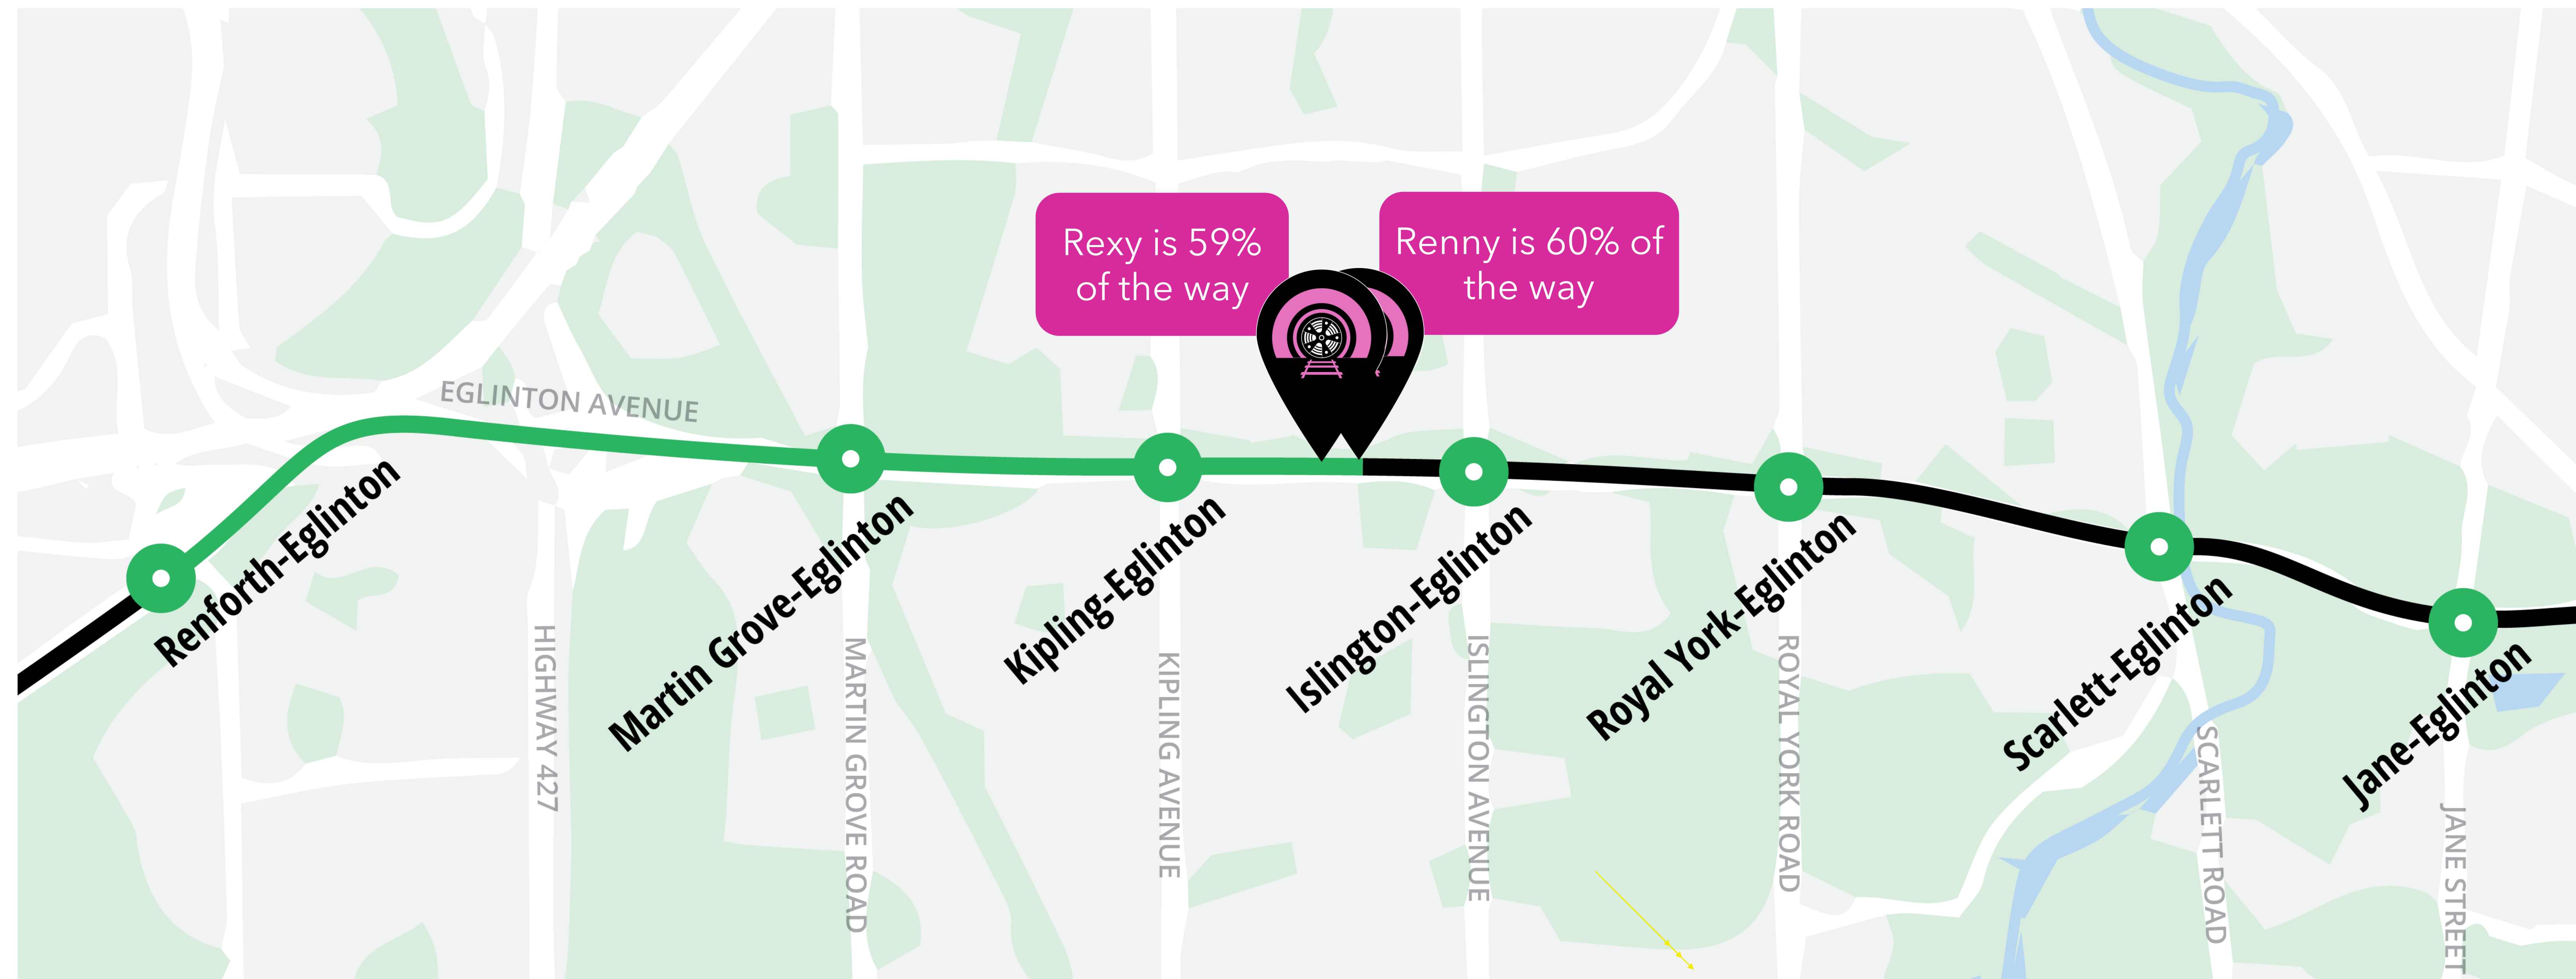 Rexy is 59%
of the way
Renny is 60% of
the way
EGLINTON AVENUE
Renforth-Eglinton
Martin Grove-Eglinton
Kipling-Eglinton
Islington-Eglinton
Royal York-Eglinton
Scarlett-Eglinton
Jane-Eglinton
HIGHWAY 427
MARTIN GROVE ROAD
KIPLING AVENUE
ISLINGTON AVENUE
ROYAL YORK ROAD
SCARLETT ROAD
JANE STREET